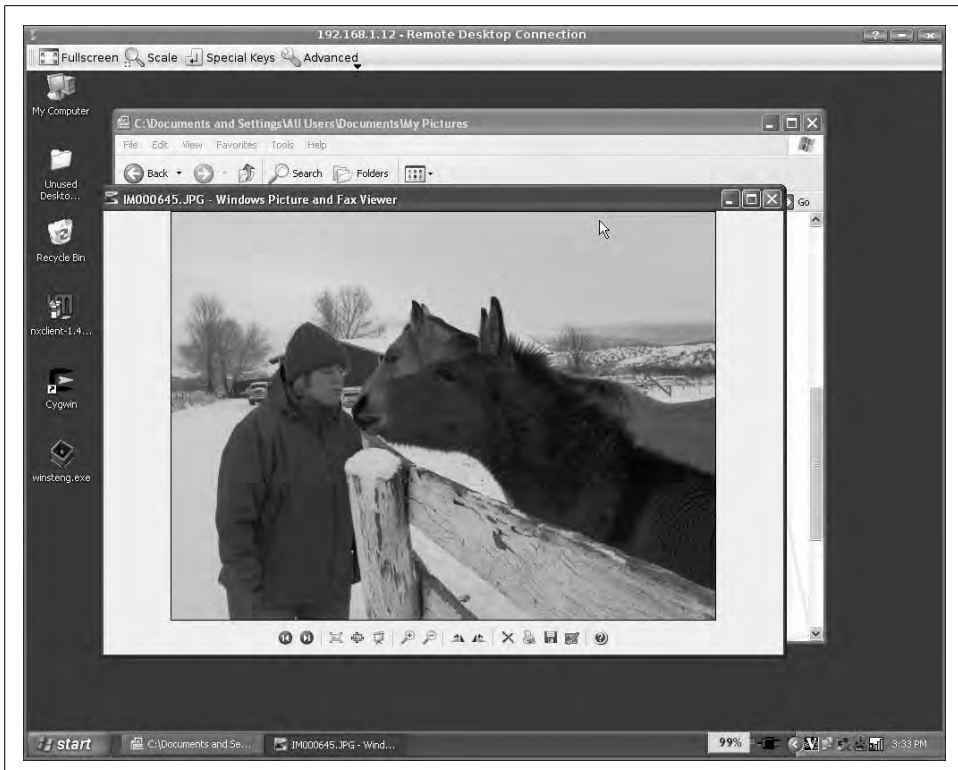 192.168.1.12 - Remote Desktop Connection
Fullscreen Scale Special Keys Advanced
My Computer
C:\Documents and Settings\All Users\Documents\My Pictures
File Edit View Favorites Tools Help
Back Search Folders
Go
Unused
Deskto...
IM000645.JPG - Windows Picture and Fax Viewer
Recycle Bin
nxclient-1.4...
Cygwin
winsteng.exe
start C:\Documents and Se... IM000645.JPG - Wind... 99% 3:33 PM